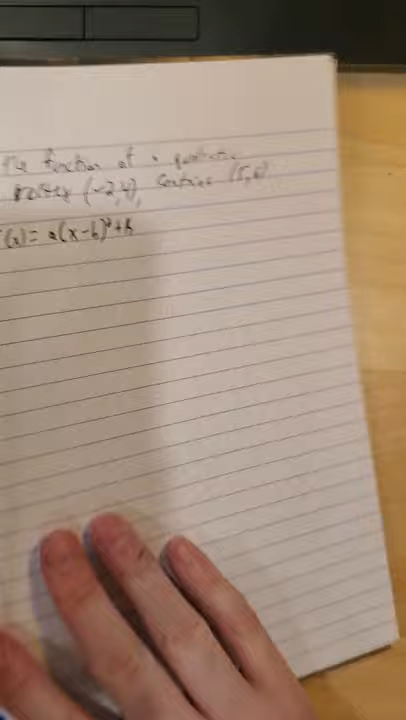 the function of a quadratic
vertex (-2,4), contains (5,6)
(x) = a(x-h)²+k